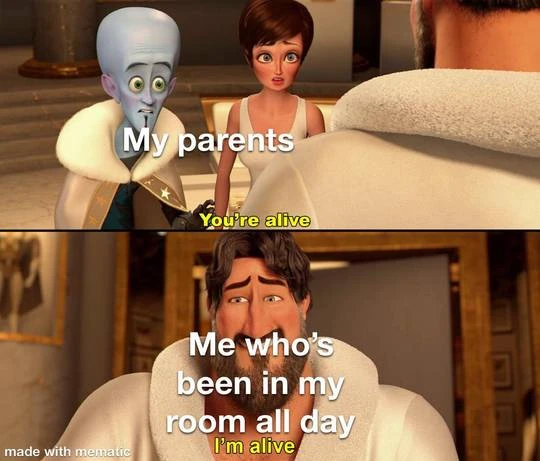 My parents
You're alive
Me who's
been in my
room all day
I'm alive
made with mematic